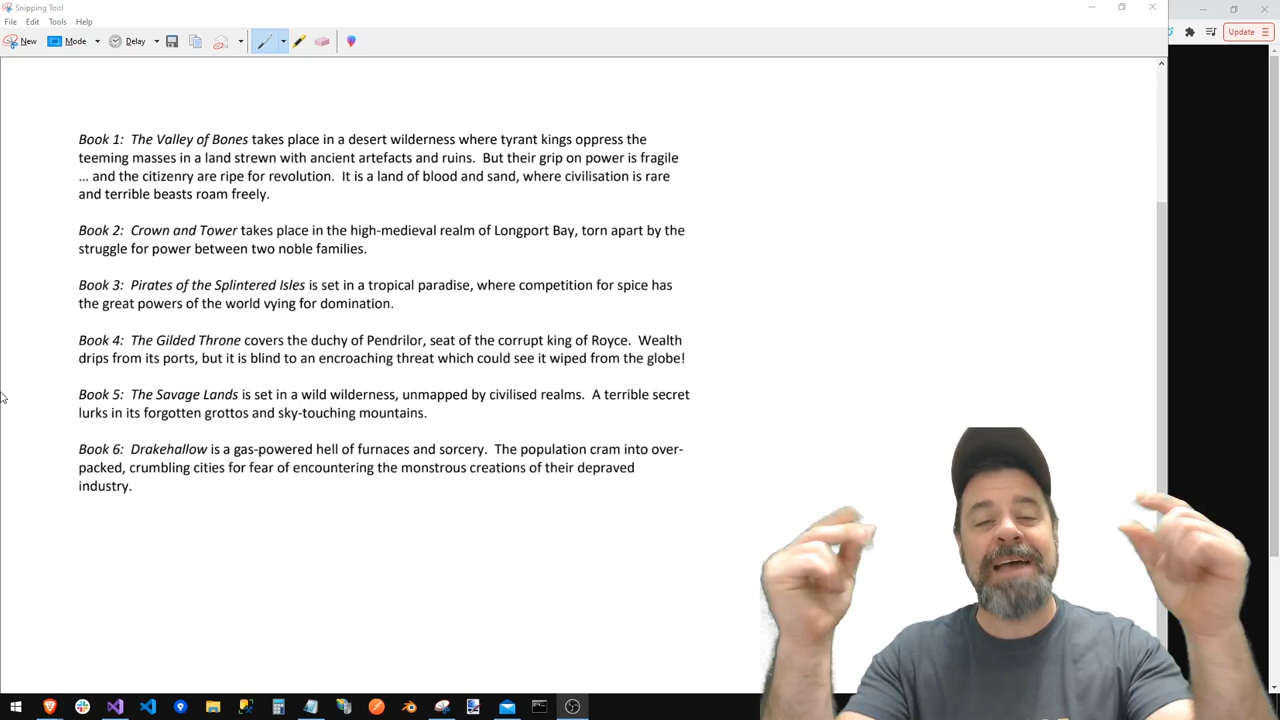 Snipping Tool
File Edit Tools Help
New Mode Delay Update
Book 1: The Valley of Bones takes place in a desert wilderness where tyrant kings oppress the
teeming masses in a land strewn with ancient artefacts and ruins. But their grip on power is fragile
... and the citizenry are ripe for revolution. It is a land of blood and sand, where civilisation is rare
and terrible beasts roam freely.
Book 2: Crown and Tower takes place in the high-medieval realm of Longport Bay, torn apart by the
struggle for power between two noble families.
Book 3: Pirates of the Splintered Isles is set in a tropical paradise, where competition for spice has
the great powers of the world vying for domination.
Book 4: The Gilded Throne covers the duchy of Pendrilor, seat of the corrupt king of Royce. Wealth
drips from its ports, but it is blind to an encroaching threat which could see it wiped from the globe!
Book 5: The Savage Lands is set in a wild wilderness, unmapped by civilised realms. A terrible secret
lurks in its forgotten grottos and sky-touching mountains.
Book 6: Drakehallow is a gas-powered hell of furnaces and sorcery. The population cram into over-
packed, crumbling cities for fear of encountering the monstrous creations of their depraved
industry.